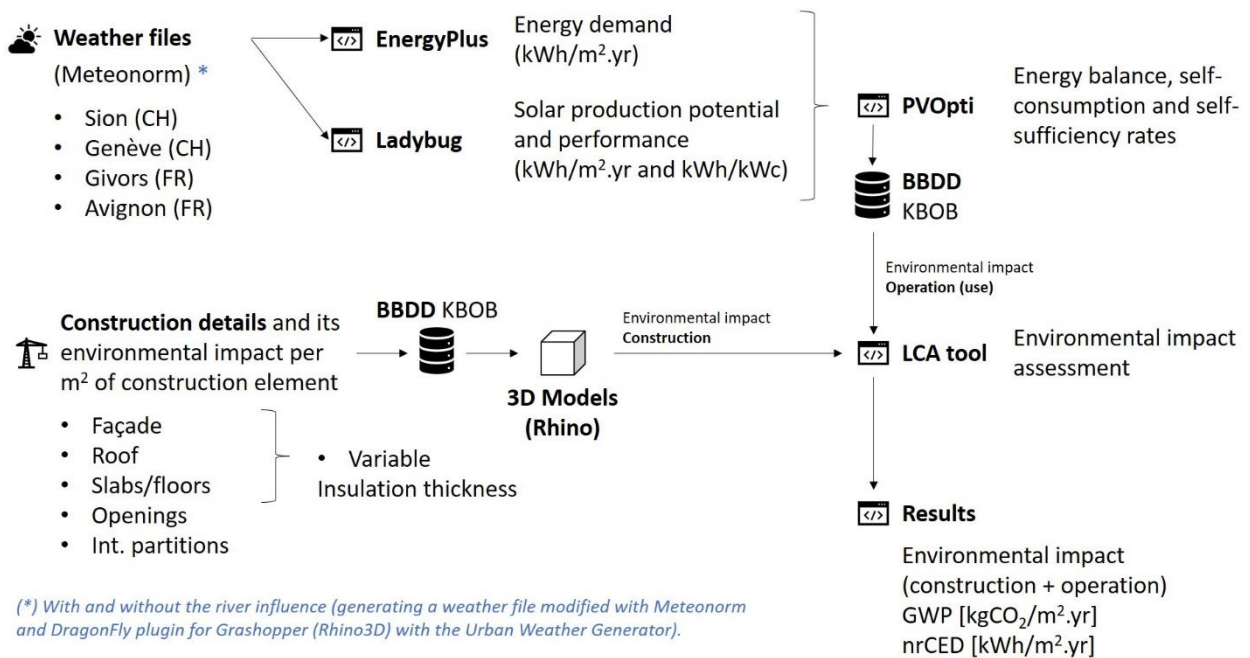 Weather files
(Meteonorm) *
• Sion (CH)
• Genève (CH)
• Givors (FR)
• Avignon (FR)
</> EnergyPlus
Energy demand
(kWh/m².yr)
</> Ladybug
Solar production potential
and performance
(kWh/m².yr and kWh/kWc)
</> PVOpti
Energy balance, self-
consumption and self-
sufficiency rates
BBDD
KBOB
Environmental impact
Operation (use)
Construction details and its
environmental impact per
m² of construction element
• Façade
• Roof
• Slabs/floors
• Openings
• Int. partitions
• Variable
Insulation thickness
BBDD KBOB
3D Models
(Rhino)
Environmental impact
Construction
</> LCA tool
Environmental impact
assessment
</> Results
Environmental impact
(construction + operation)
GWP [kgCO₂/m².yr]
nrCED [kWh/m².yr]
(*) With and without the river influence (generating a weather file modified with Meteonorm
and DragonFly plugin for Grashopper (Rhino3D) with the Urban Weather Generator).